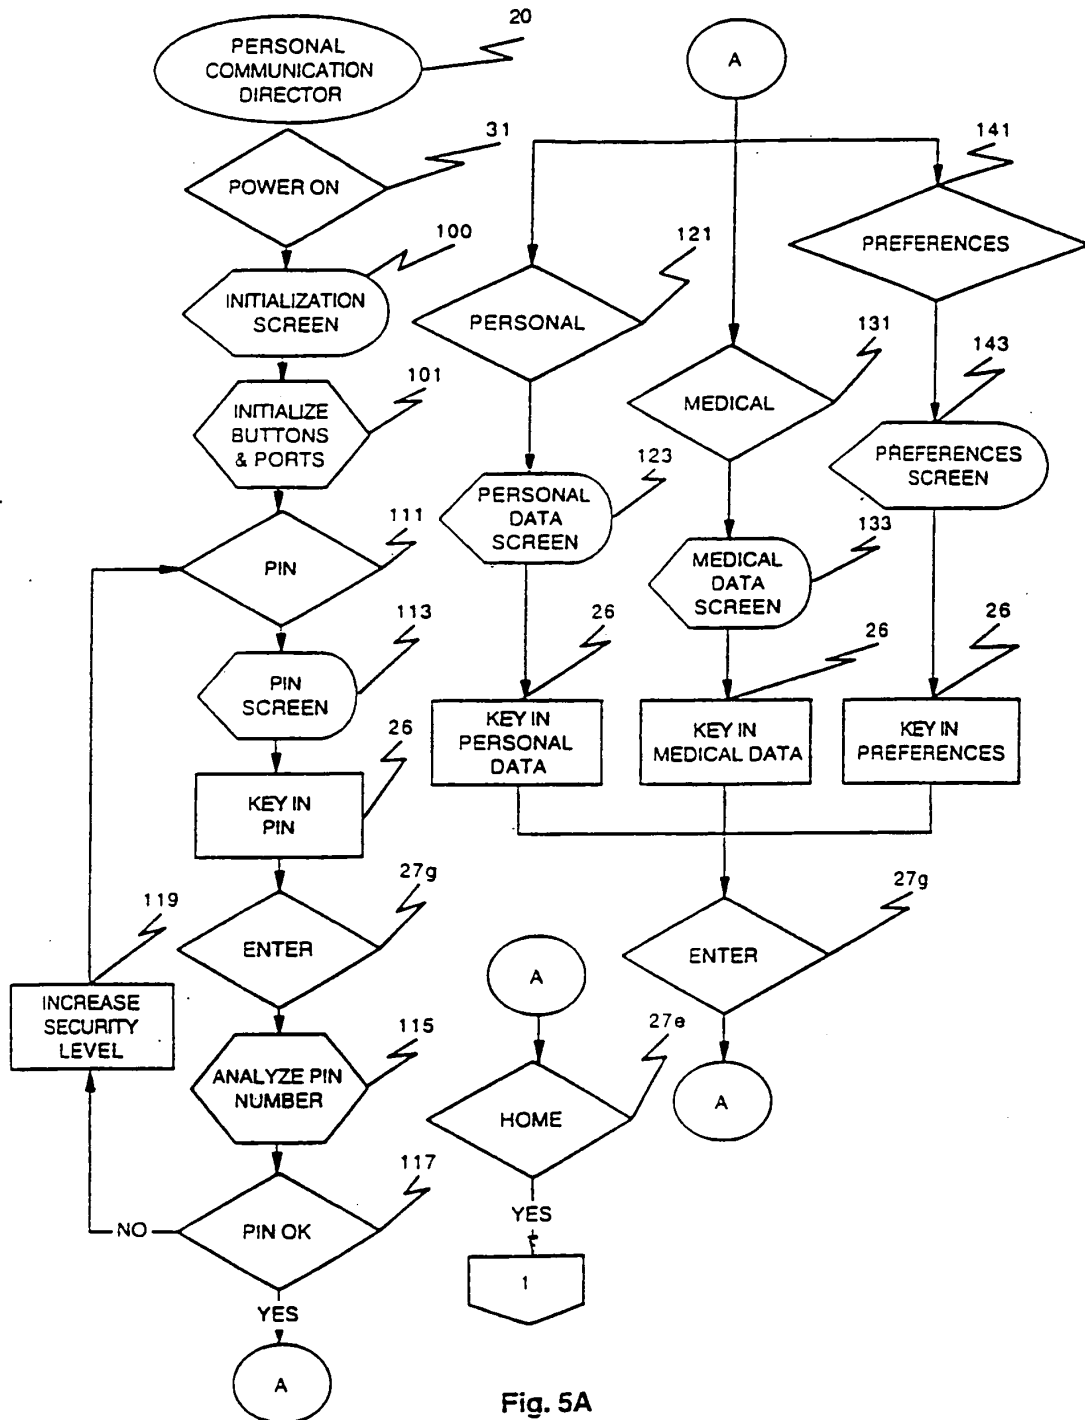 PERSONAL
COMMUNICATION
DIRECTOR
20
POWER ON
31
INITIALIZATION
SCREEN
100
INITIALIZE
BUTTONS
& PORTS
101
PIN
111
PIN
SCREEN
113
KEY IN
PIN
26
ENTER
27g
INCREASE
SECURITY
LEVEL
119
ANALYZE PIN
NUMBER
115
PIN OK
117
NO
YES
A
A
PERSONAL
121
PERSONAL
DATA
SCREEN
123
KEY IN
PERSONAL
DATA
26
MEDICAL
131
MEDICAL
DATA
SCREEN
133
KEY IN
MEDICAL DATA
26
PREFERENCES
141
PREFERENCES
SCREEN
143
KEY IN
PREFERENCES
26
ENTER
27g
A
A
HOME
27e
YES
1
Fig. 5A